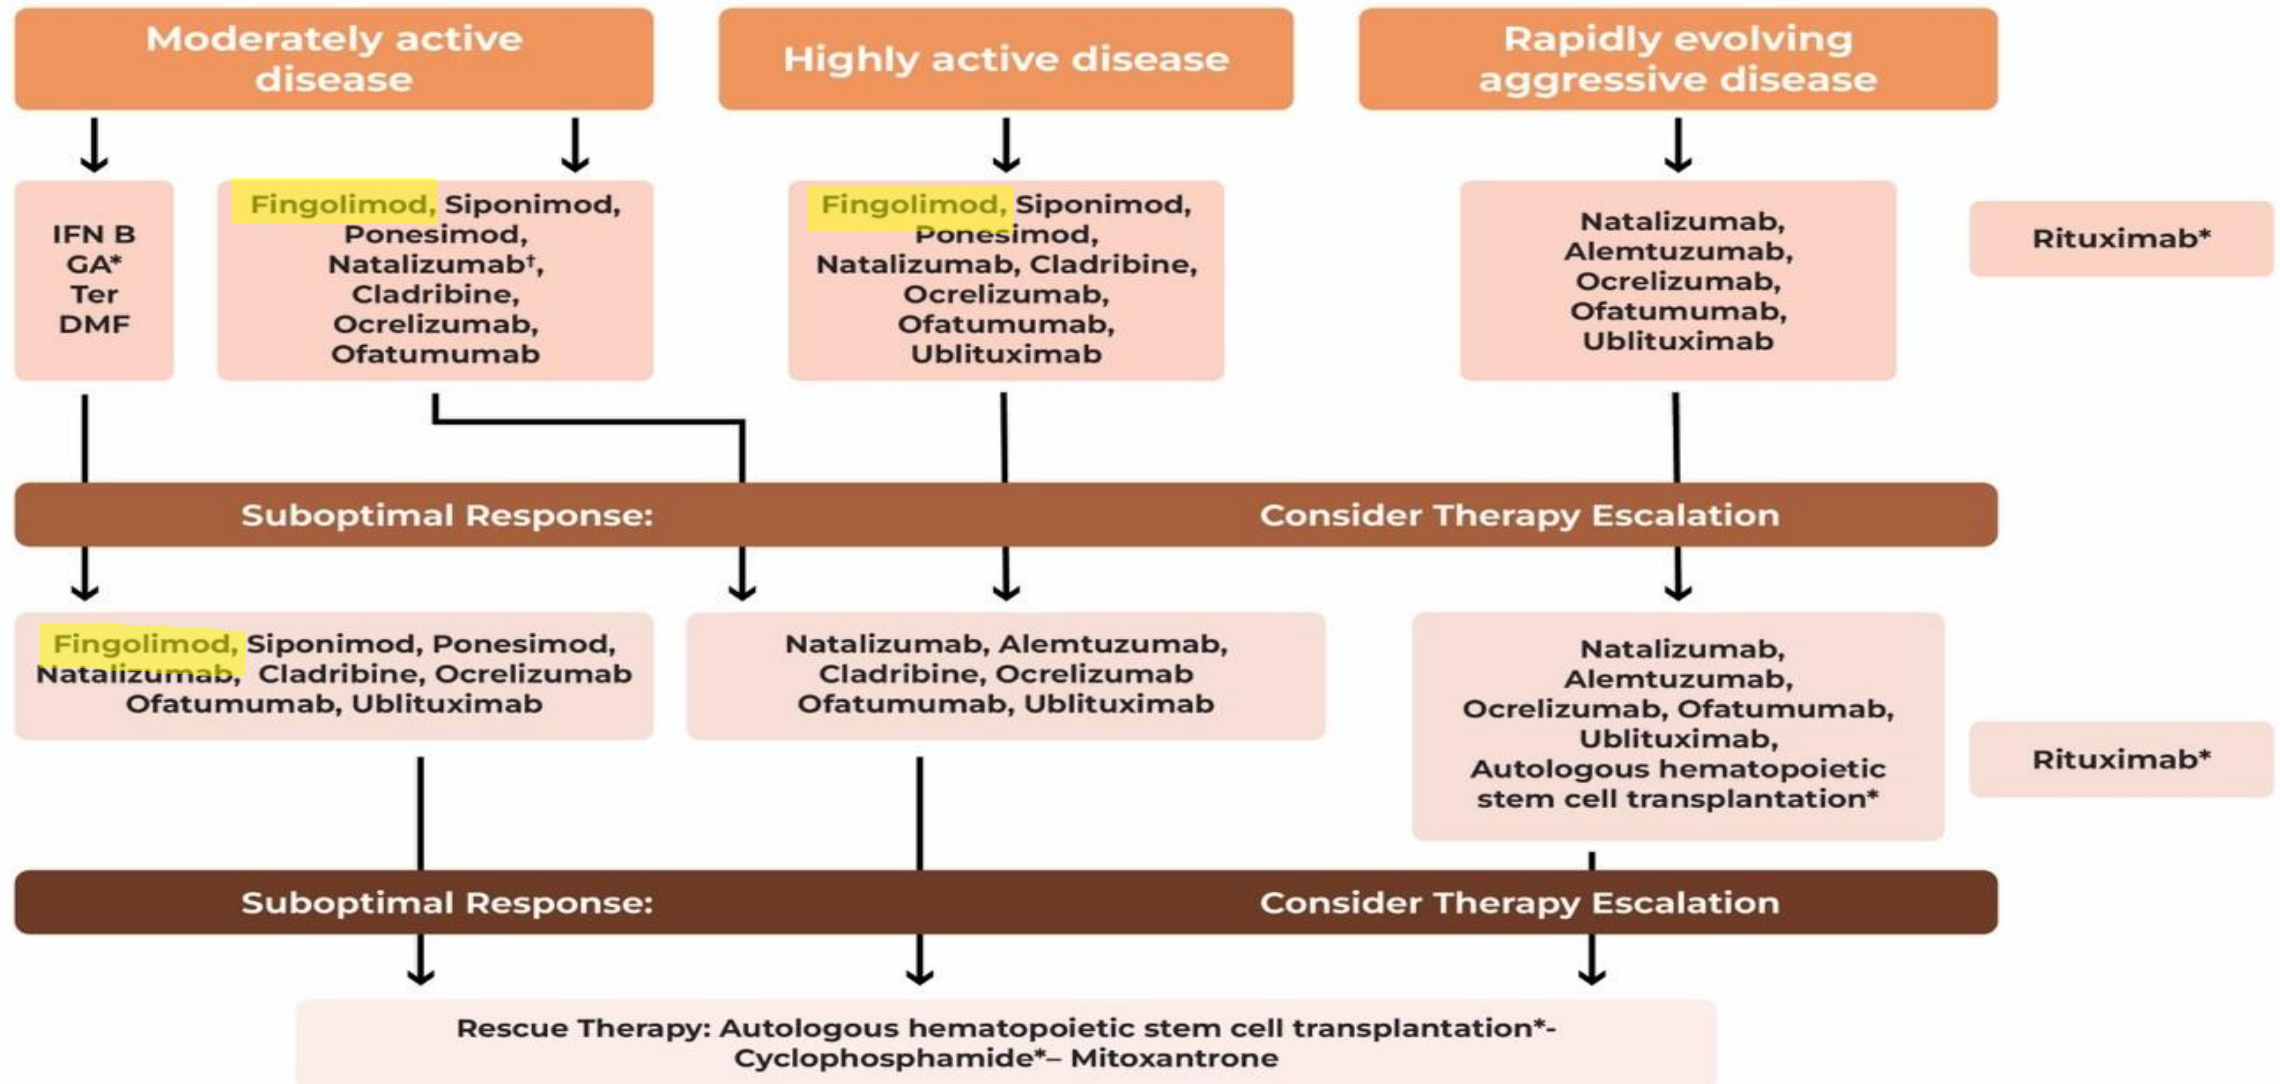 Moderately active
disease
Highly active disease
Rapidly evolving
aggressive disease
IFN B
GA*
Ter
DMF
Fingolimod, Siponimod,
Ponesimod,
Natalizumab†,
Cladribine,
Ocrelizumab,
Ofatumumab
Fingolimod, Siponimod,
Ponesimod,
Natalizumab, Cladribine,
Ocrelizumab,
Ofatumumab,
Ublituximab
Natalizumab,
Alemtuzumab,
Ocrelizumab,
Ofatumumab,
Ublituximab
Rituximab*
Suboptimal Response:
Consider Therapy Escalation
Fingolimod, Siponimod, Ponesimod,
Natalizumab, Cladribine, Ocrelizumab
Ofatumumab, Ublituximab
Natalizumab, Alemtuzumab,
Cladribine, Ocrelizumab
Ofatumumab, Ublituximab
Natalizumab,
Alemtuzumab,
Ocrelizumab, Ofatumumab,
Ublituximab,
Autologous hematopoietic
stem cell transplantation*
Rituximab*
Suboptimal Response:
Consider Therapy Escalation
Rescue Therapy: Autologous hematopoietic stem cell transplantation*-
Cyclophosphamide*– Mitoxantrone